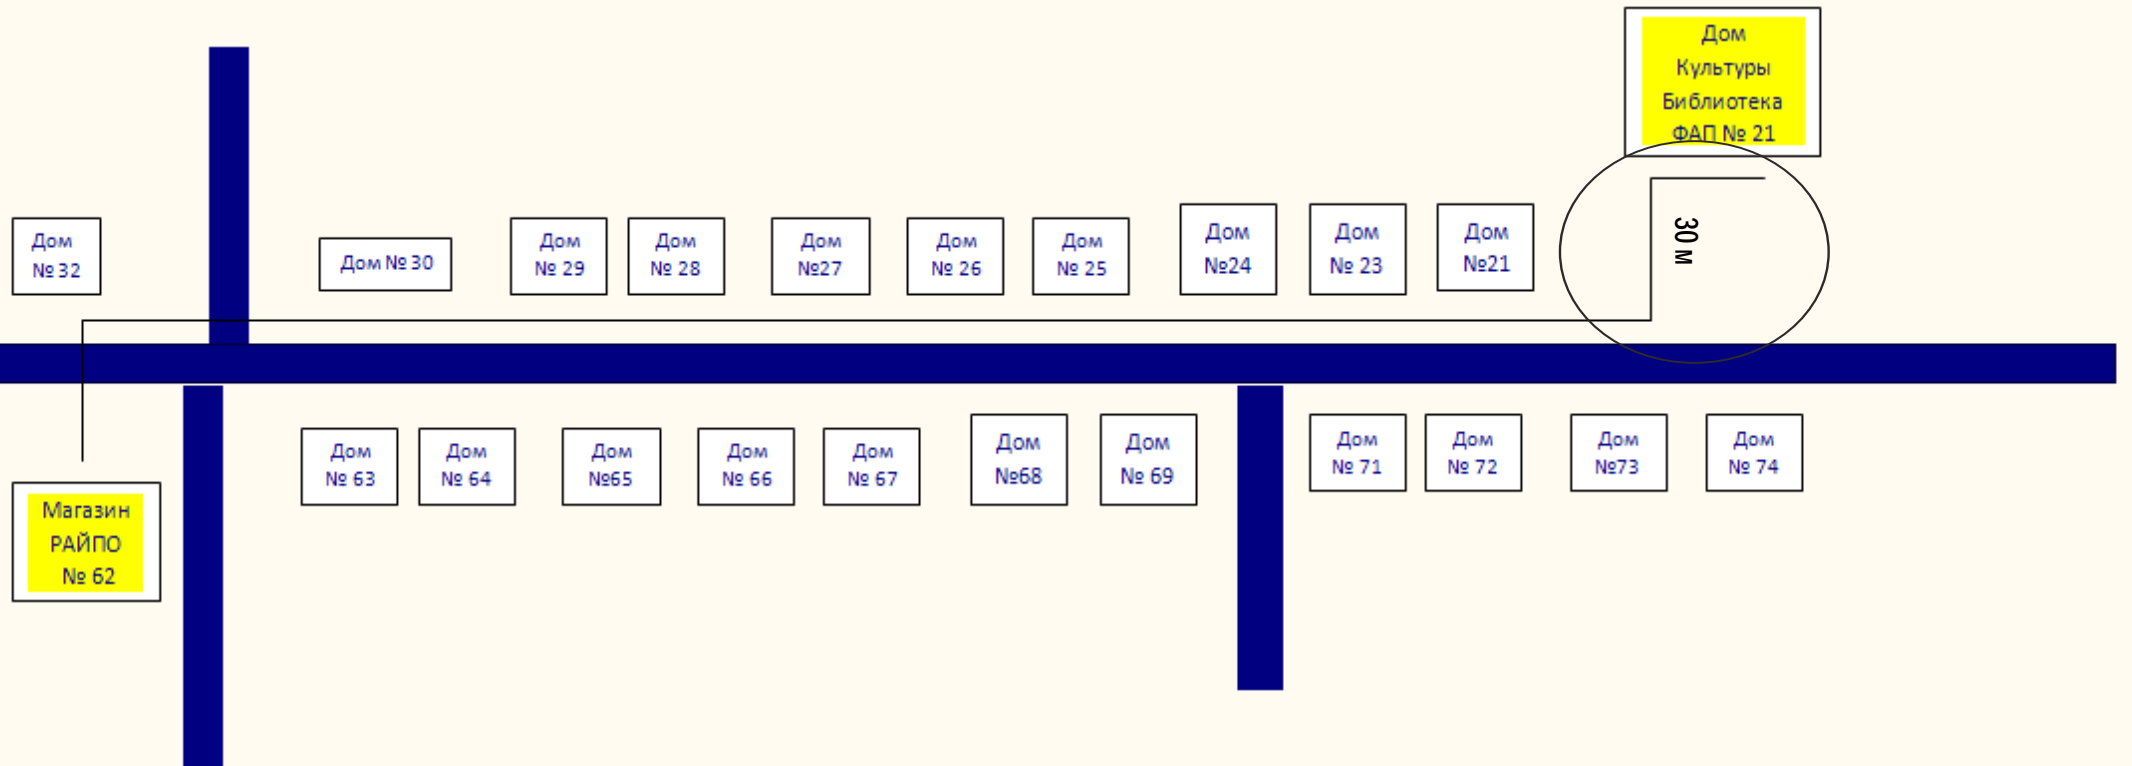 Дом
Культуры
Библиотека
ФАП № 21
Дом
№ 32
Дом № 30
Дом
№ 29
Дом
№ 28
Дом
№27
Дом
№ 26
Дом
№ 25
Дом
№24
Дом
№ 23
Дом
№21
30 м
Дом
№ 63
Дом
№ 64
Дом
№65
Дом
№ 66
Дом
№ 67
Дом
№68
Дом
№ 69
Дом
№ 71
Дом
№ 72
Дом
№73
Дом
№ 74
Магазин
РАЙПО
№ 62